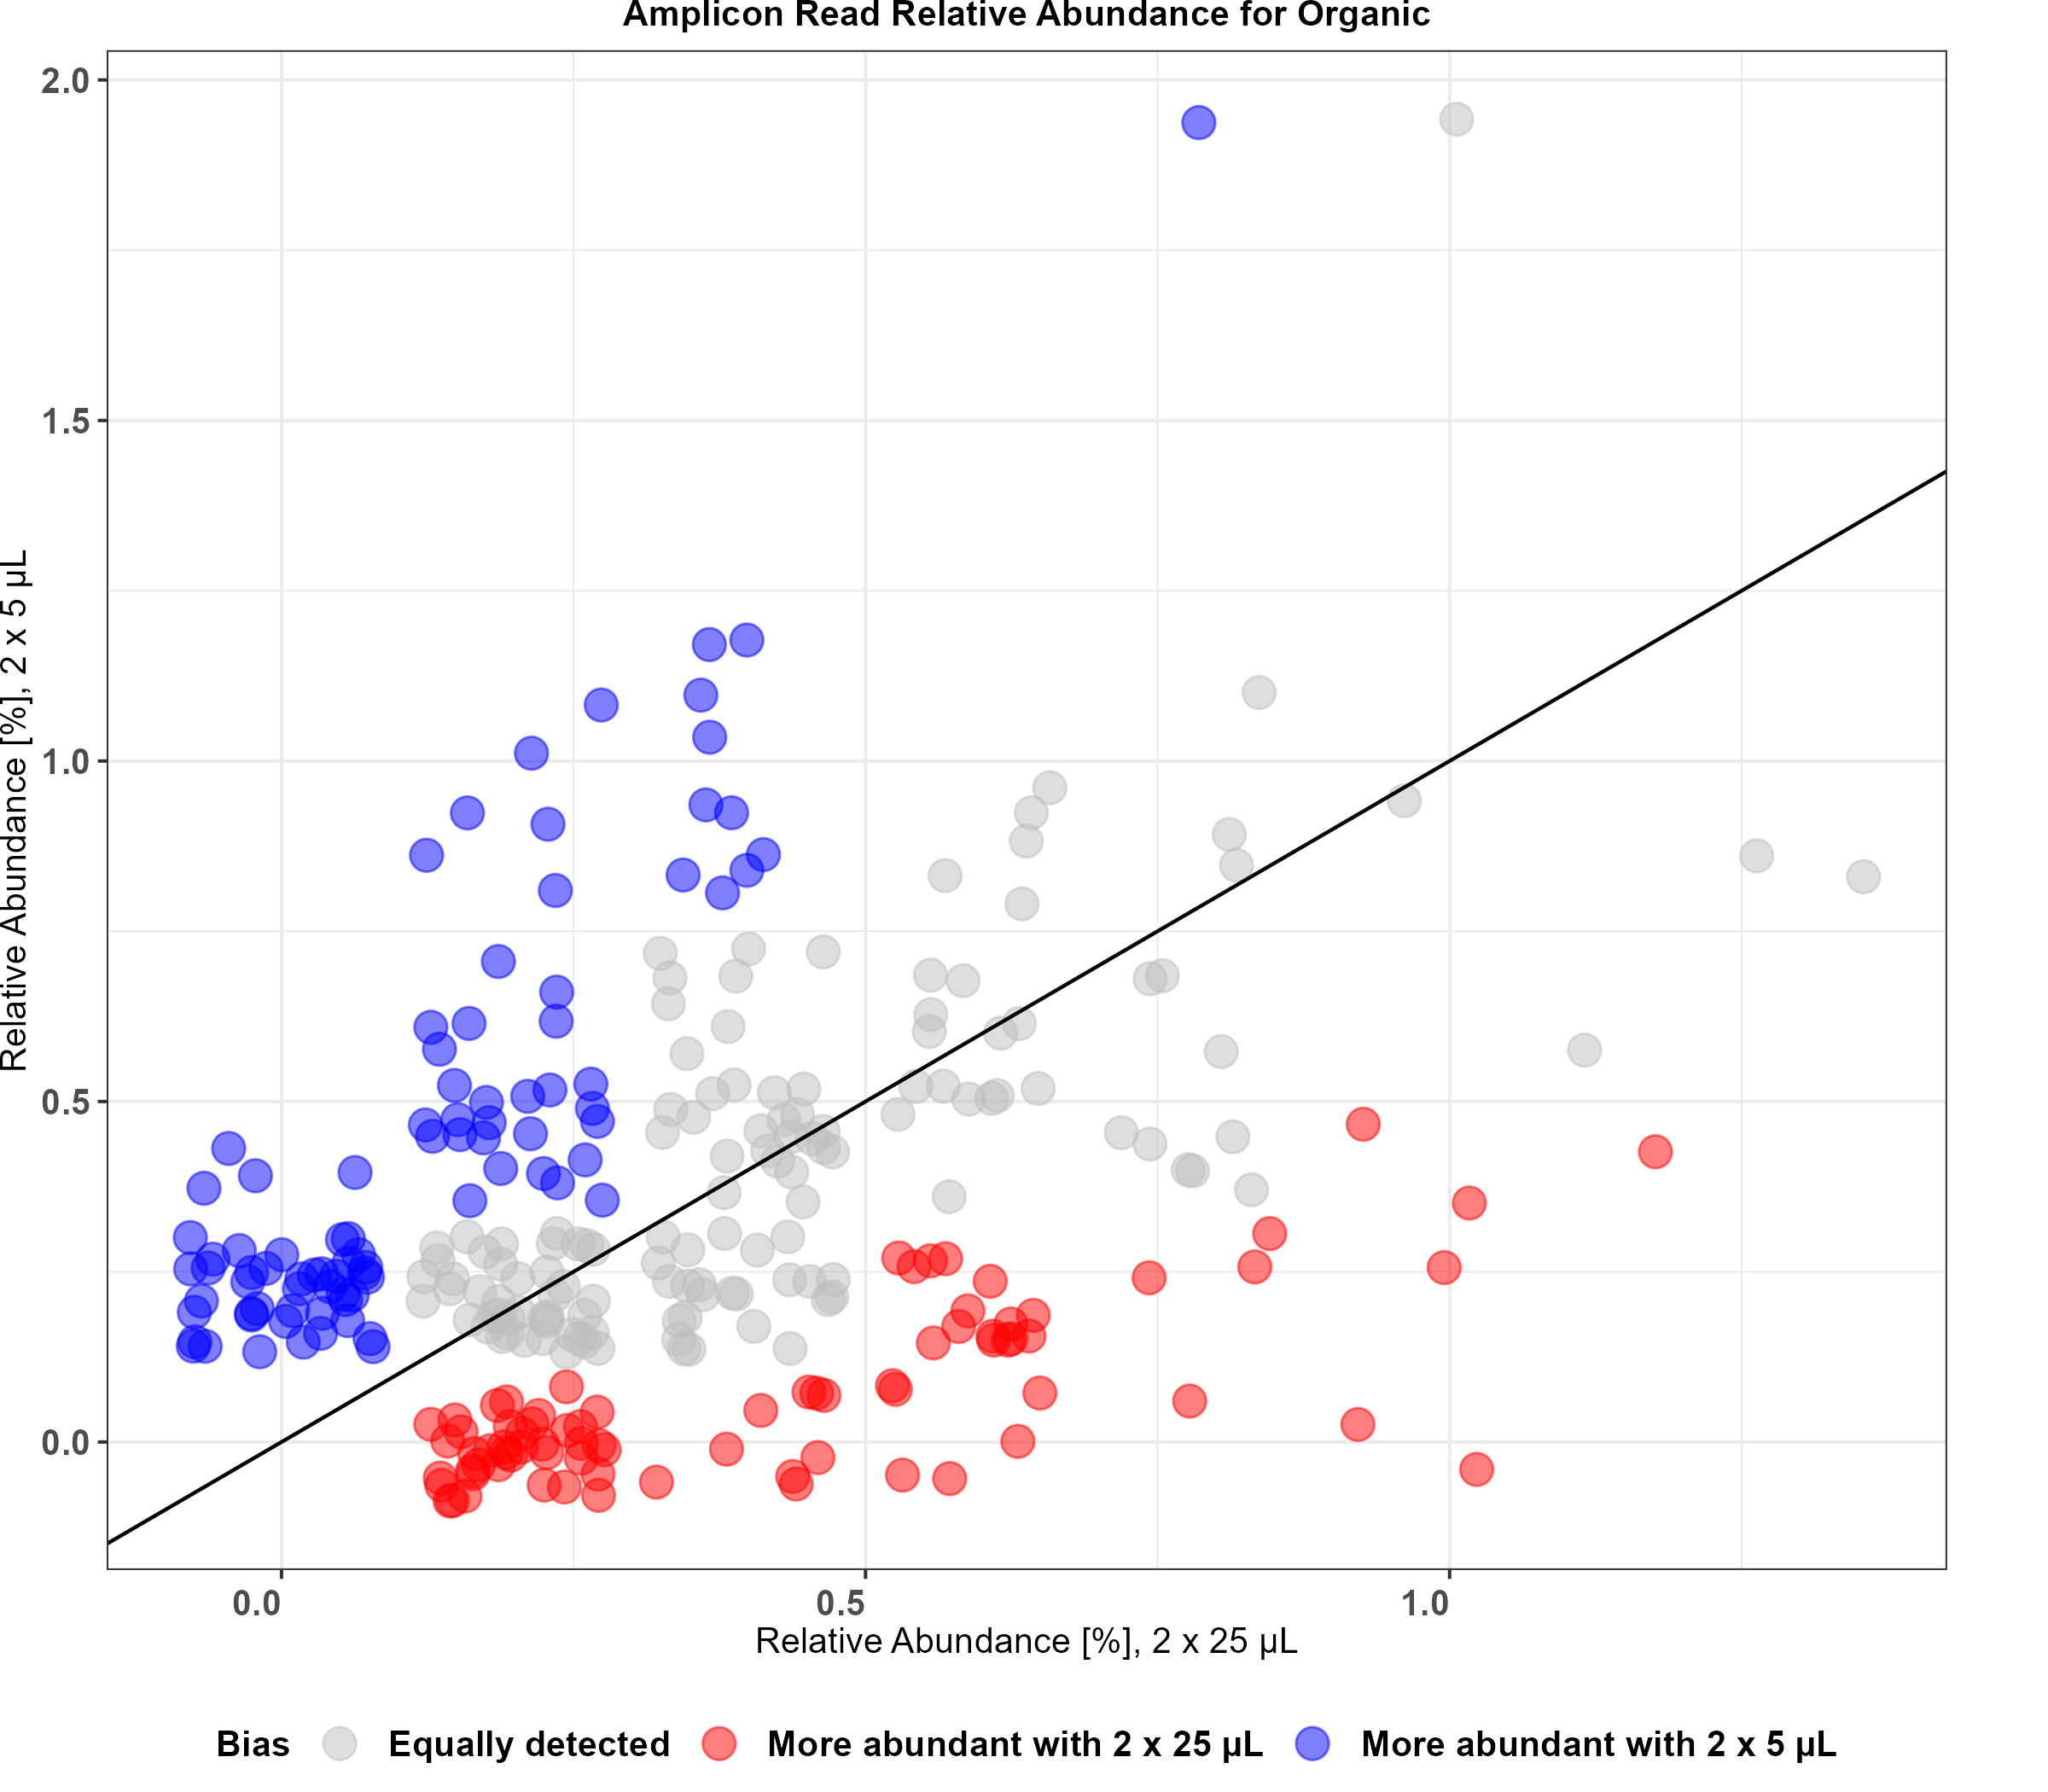 Amplicon Read Relative Abundance for Organic
2.0
1.5
1.0
0.5
0.0
Relative Abundance [%], 2 x 5 µL
0.0 0.5 1.0
Relative Abundance [%], 2 x 25 µL
Bias Equally detected More abundant with 2 x 25 µL More abundant with 2 x 5 µL